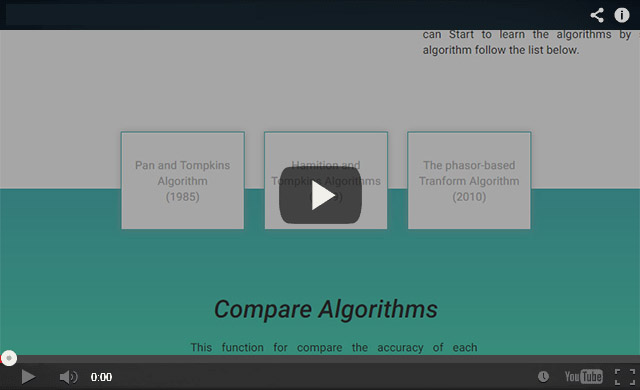 can Start to learn the algorithms by
algorithm follow the list below.
Pan and Tompkins
Algorithm
(1985)
Hamition and
Tompkins Algorithms
The phasor-based
Tranform Algorithm
(2010)
Compare Algorithms
This function for compare the accuracy of each
0:00
YouTube